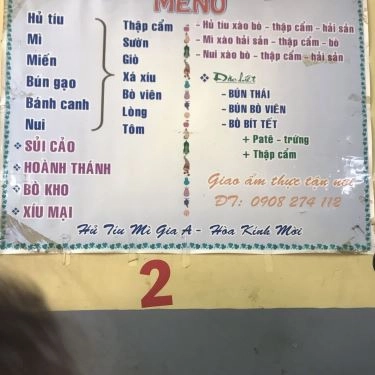 MENU
Hủ tíu
Mì
Miến
Bún gạo
Bánh canh
Nui
Thập cẩm
Sườn
Giò
Xá xíu
Bò viên
Lòng
Tôm
SỦI CẢO
HOÀNH THÁNH
BÒ KHO
XÍU MẠI
- Hủ tíu xào bò - thập cẩm - hải sản
- Mì xào hải sản - thập cẩm - bò
- Nui xào bò - thập cẩm - hải sản
Đặc biệt
- BÚN THÁI
- BÚN BÒ VIÊN
- BÒ BÍT TẾT
+ Patê - trứng
+ Thập cẩm
Giao ẩm thực tận nơi
ĐT: 0908 274 112
Hủ Tíu Mì Gia A - Hòa Kính Mời
2